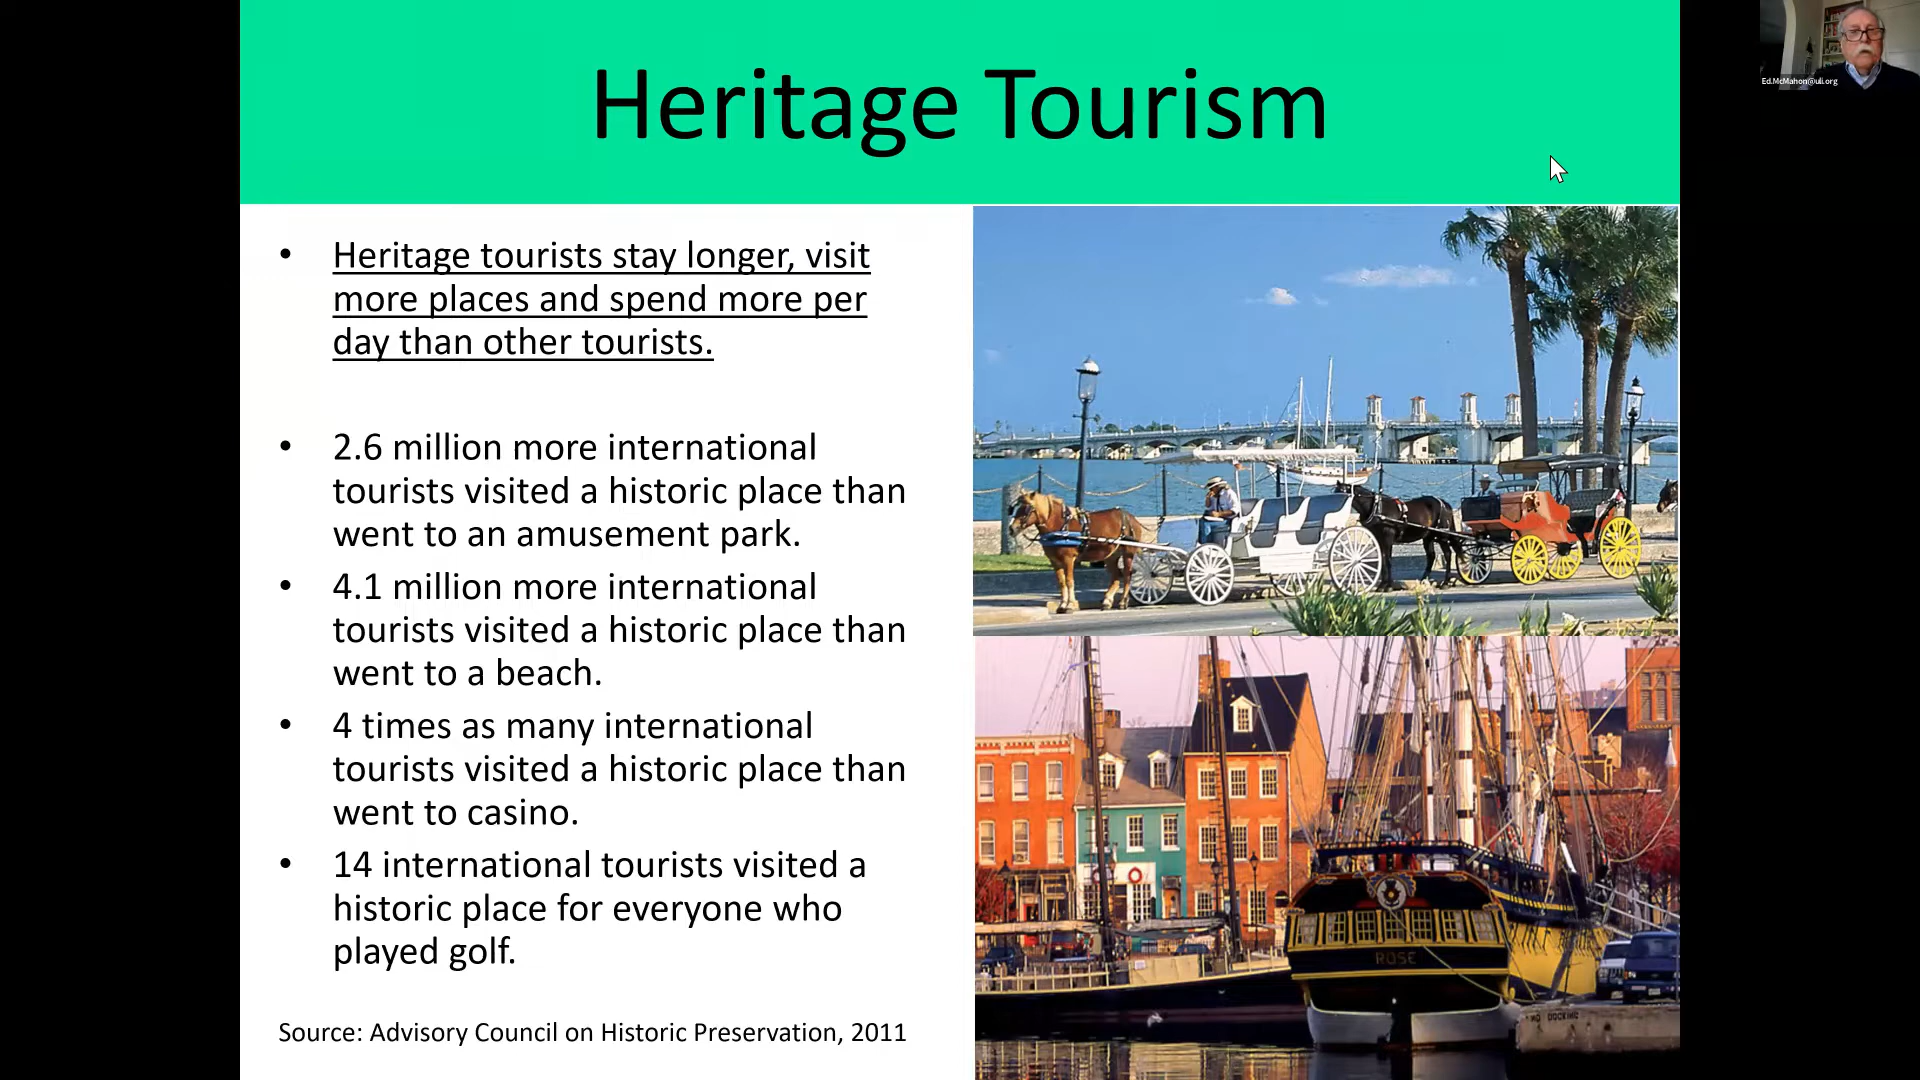 Heritage Tourism
Ed.McMahon@uli.org
• Heritage tourists stay longer, visit
more places and spend more per
day than other tourists.
• 2.6 million more international
tourists visited a historic place than
went to an amusement park.
• 4.1 million more international
tourists visited a historic place than
went to a beach.
• 4 times as many international
tourists visited a historic place than
went to casino.
• 14 international tourists visited a
historic place for everyone who
played golf.
Source: Advisory Council on Historic Preservation, 2011
ROSE
NO DOCKING